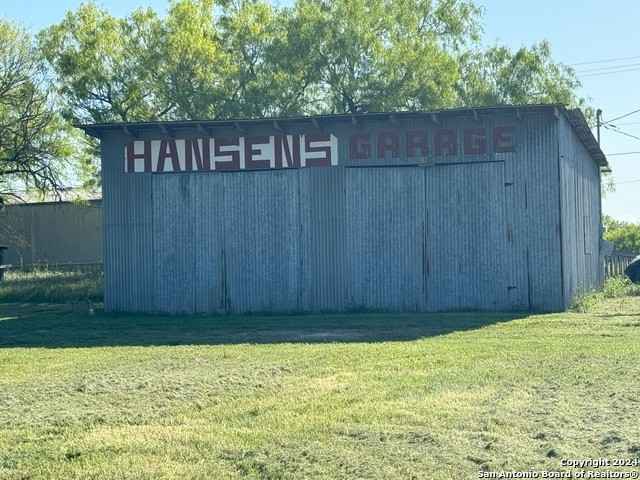 HANSENS GARAGE
Copyright © 2024
San Antonio Board of Realtors®